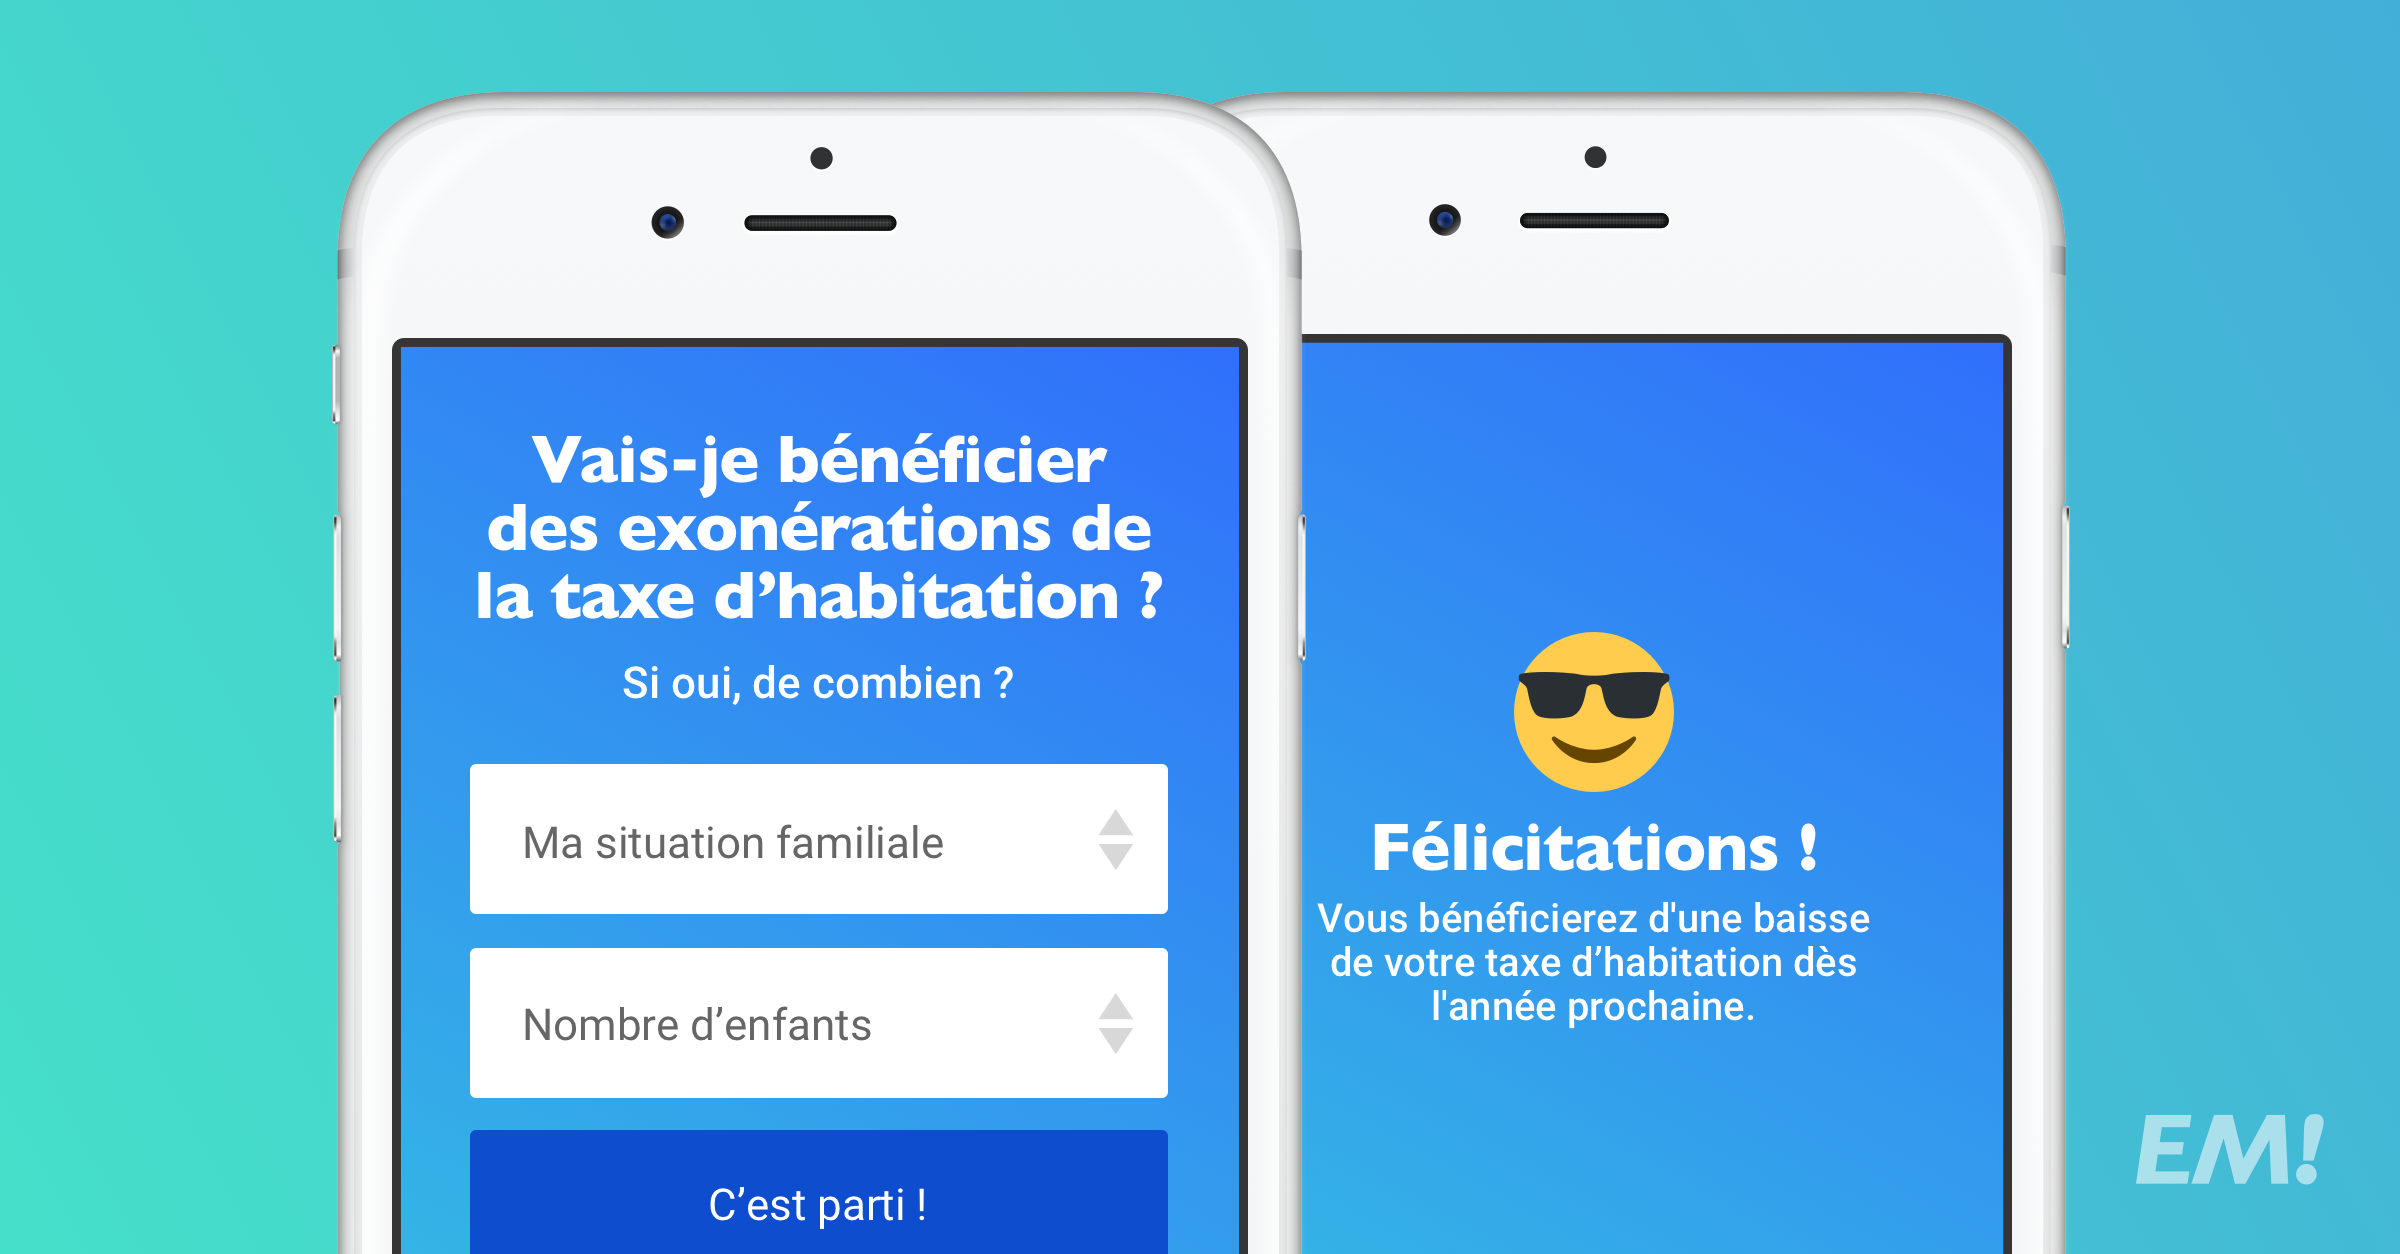 Vais-je bénéficier
des exonérations de
la taxe d’habitation ?
Si oui, de combien ?
Ma situation familiale
Nombre d’enfants
C’est parti !
Félicitations !
Vous bénéficierez d'une baisse
de votre taxe d’habitation dès
l'année prochaine.
EM!